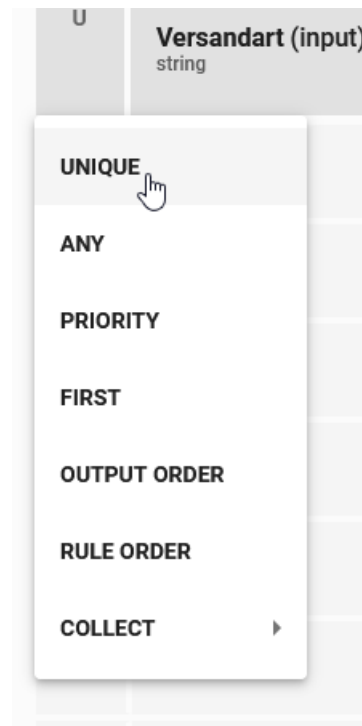 U
Versandart (input)
string
UNIQUE
ANY
PRIORITY
FIRST
OUTPUT ORDER
RULE ORDER
COLLECT